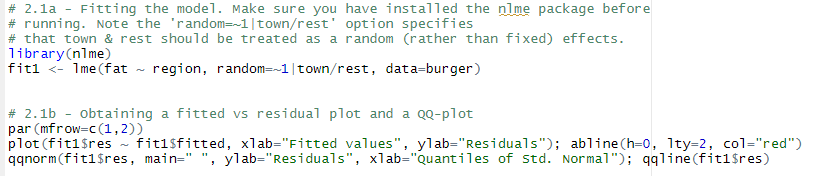 # 2.1a - Fitting the model. Make sure you have installed the nlme package before
# running. Note the 'random=~1|town/rest' option specifies
# that town & rest should be treated as a random (rather than fixed) effects.
library(nlme)
fit1 <- lme(fat ~ region, random=~1|town/rest, data=burger)
# 2.1b - Obtaining a fitted vs residual plot and a QQ-plot
par(mfrow=c(1,2))
plot(fit1$res ~ fit1$fitted, xlab="Fitted values", ylab="Residuals"); abline(h=0, lty=2, col="red")
qqnorm(fit1$res, main=" ", ylab="Residuals", xlab="Quantiles of Std. Normal"); qqline(fit1$res)